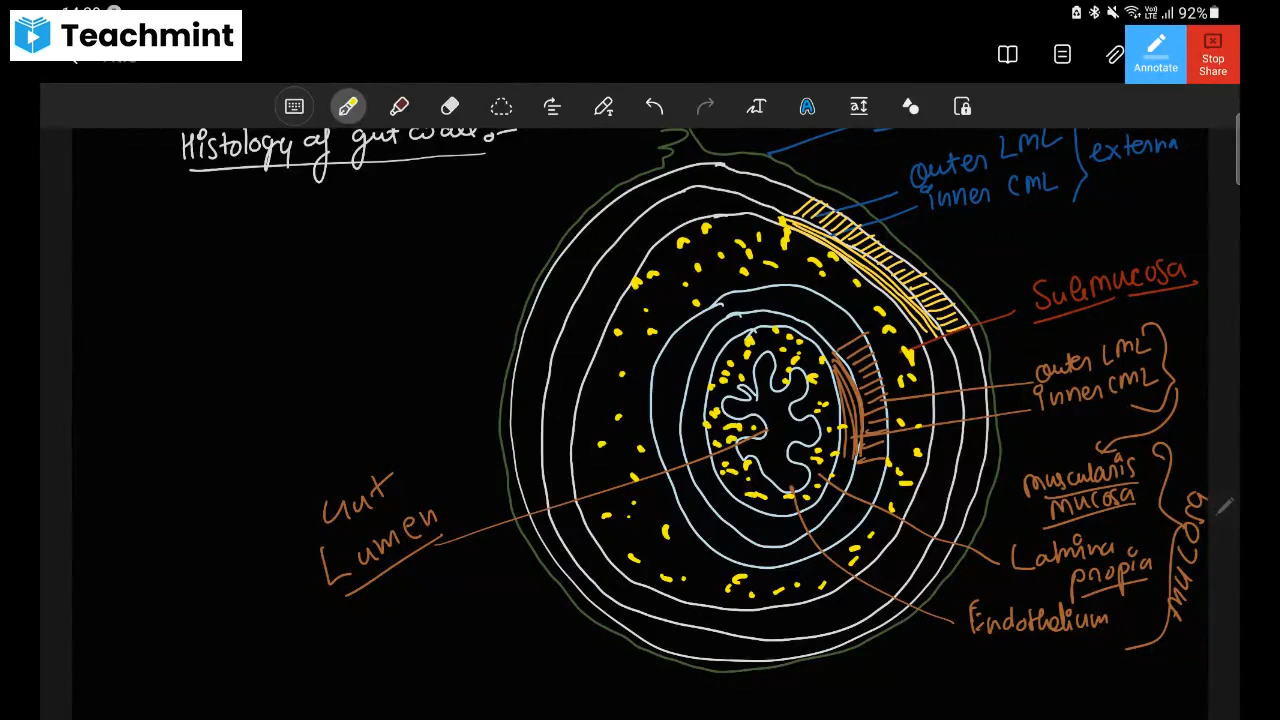 Teachmint
92%
Annotate
Stop
Share
Histology of gut
outer LML
inner CML
externa
Submucosa
outer LML
inner CML
muscularis
mucosa
mucosa
Lamina
propia
Endothelium
Gut
Lumen